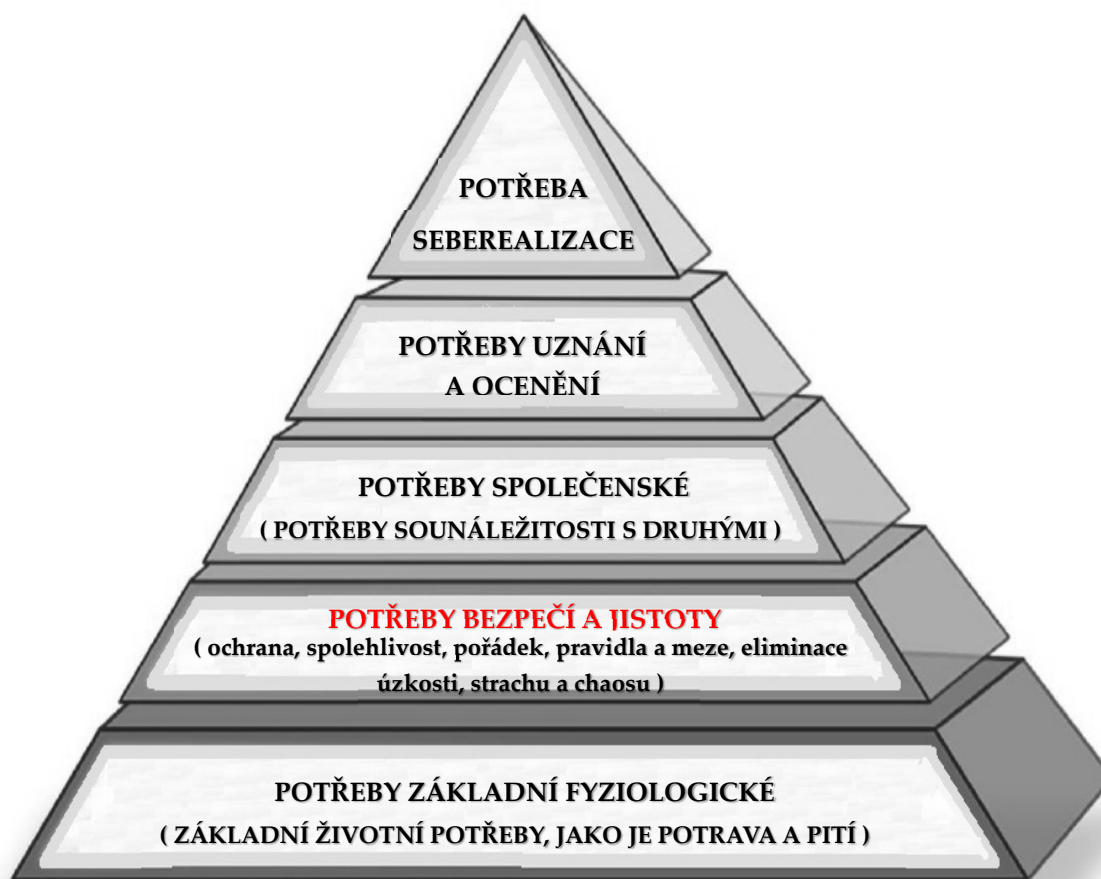 POTŘEBA
SEBEREALIZACE
POTŘEBY UZNÁNÍ
A OCENĚNÍ
POTŘEBY SPOLEČENSKÉ
( POTŘEBY SOUNÁLEŽITOSTI S DRUHÝMI )
POTŘEBY BEZPEČÍ A JISTOTY
( ochrana, spolehlivost, pořádek, pravidla a meze, eliminace
úzkosti, strachu a chaosu )
POTŘEBY ZÁKLADNÍ FYZIOLOGICKÉ
( ZÁKLADNÍ ŽIVOTNÍ POTŘEBY, JAKO JE POTRAVA A PITÍ )